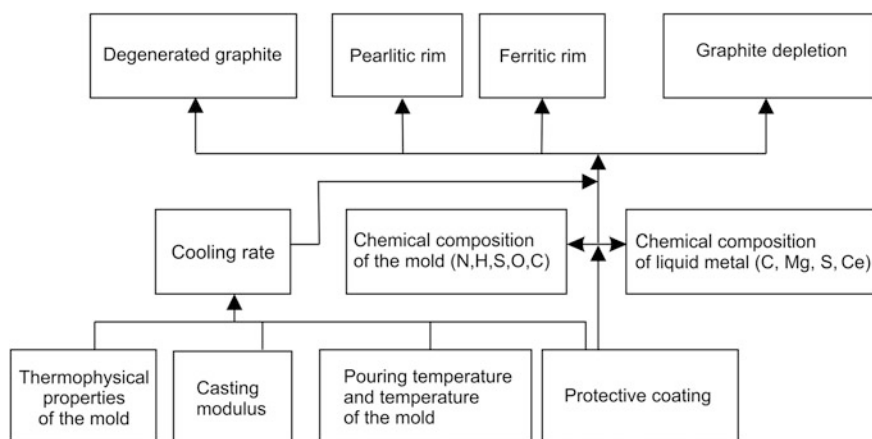 Degenerated graphite
Pearlitic rim
Ferritic rim
Graphite depletion
Cooling rate
Chemical composition
of the mold (N,H,S,O,C)
Chemical composition
of liquid metal (C, Mg, S, Ce)
Thermophysical
properties
of the mold
Casting
modulus
Pouring temperature
and temperature
of the mold
Protective coating